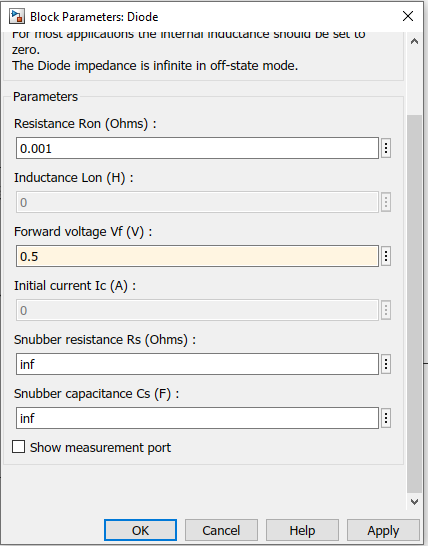 Block Parameters: Diode
For most applications the internal inductance should be set to
zero.
The Diode impedance is infinite in off-state mode.
Parameters
Resistance Ron (Ohms) :
0.001
Inductance Lon (H) :
0
Forward voltage Vf (V) :
0.5
Initial current Ic (A) :
0
Snubber resistance Rs (Ohms) :
inf
Snubber capacitance Cs (F) :
inf
Show measurement port
OK Cancel Help Apply